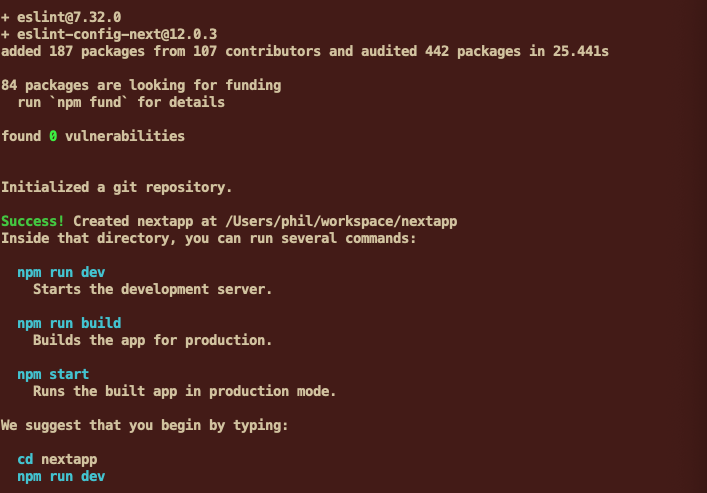 + eslint@7.32.0
+ eslint-config-next@12.0.3
added 187 packages from 107 contributors and audited 442 packages in 25.441s
84 packages are looking for funding
run `npm fund` for details
found 0 vulnerabilities
Initialized a git repository.
Success! Created nextapp at /Users/phil/workspace/nextapp
Inside that directory, you can run several commands:
npm run dev
Starts the development server.
npm run build
Builds the app for production.
npm start
Runs the built app in production mode.
We suggest that you begin by typing:
cd nextapp
npm run dev